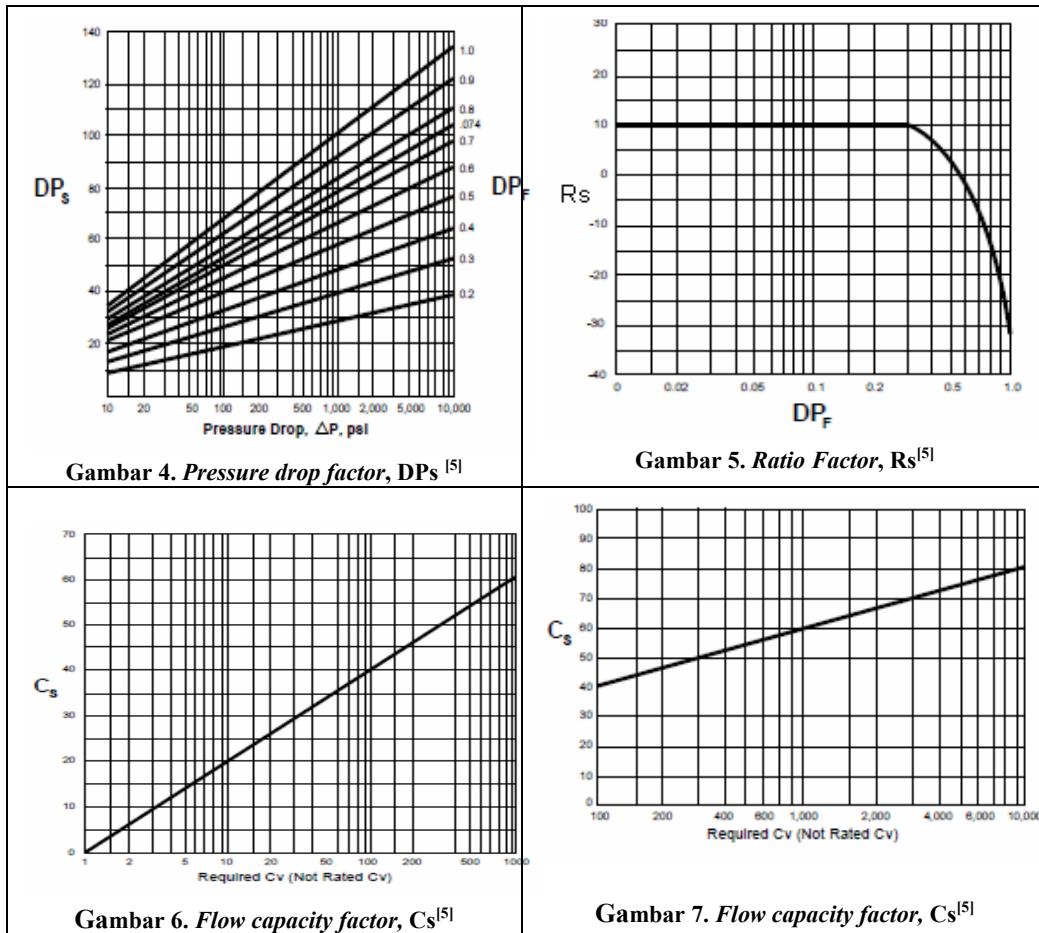 140
120
100
80
60
40
20
DPs
1.0
0.9
0.8
.074
0.7
0.6
0.5
0.4
0.3
0.2
DPF
10 20 50 100 200 500 1,000 2,000 5,000 10,000
Pressure Drop, ΔP, psi
Gambar 4. Pressure drop factor, DPs [5]
30
20
10
0
-10
-20
-30
-40
Rs
0 0.02 0.05 0.1 0.2 0.5 1.0
DPF
Gambar 5. Ratio Factor, Rs[5]
70
60
50
40
30
20
10
0
Cs
1 2 5 10 20 50 100 200 500 1000
Required Cv (Not Rated Cv)
Gambar 6. Flow capacity factor, Cs[5]
100
90
80
70
60
50
40
30
20
10
0
Cs
100 200 400 600 1,000 2,000 4,000 6,000 10,000
Required Cv (Not Rated Cv)
Gambar 7. Flow capacity factor, Cs[5]